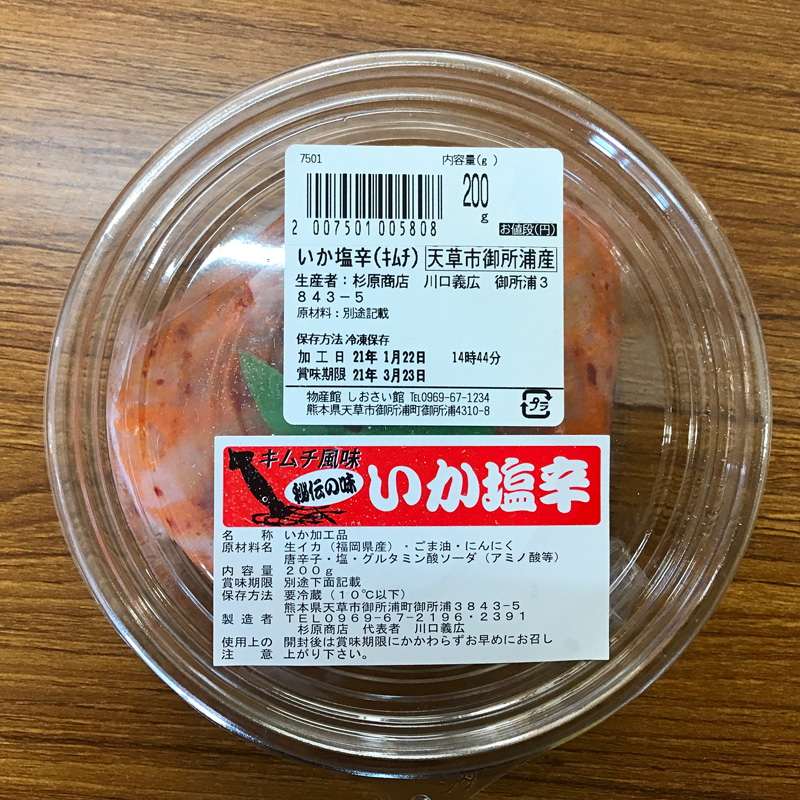 7501 内容量(g)
200g
2 007501 005808
お値段(円)
いか塩辛(ｷﾑﾁ) 天草市御所浦産
生産者：杉原商店 川口義広 御所浦3
843-5
原材料：別途記載
保存方法 冷凍保存
加工日 21年 1月22日 14時44分
賞味期限 21年 3月23日
物産館 しおさい館 TEL0969-67-1234
熊本県天草市御所浦町御所浦4310-8
プラ
キムチ風味
秘伝の味
いか塩辛
名称 いか加工品
原材料名 生イカ（福岡県産）・ごま油・にんにく
唐辛子・塩・グルタミン酸ソーダ（アミノ酸等）
内容量 200g
賞味期限 別途下面記載
保存方法 要冷蔵（10℃以下）
熊本県天草市御所浦町御所浦3843-5
製造者 TEL0969-67-2196・2391
杉原商店 代表者 川口義広
使用上の 開封後は賞味期限にかかわらずお早めにお召し
注意 上がり下さい。